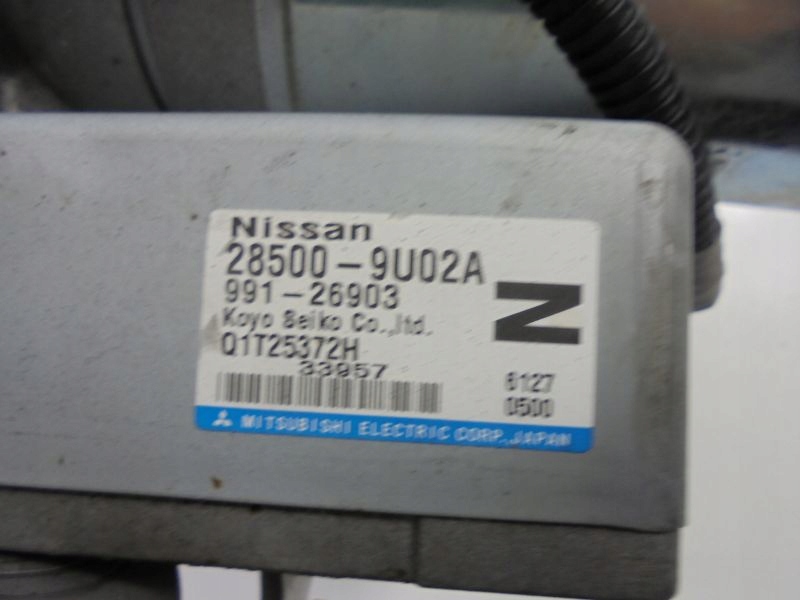 Nissan
28500-9U02A
991-26903
Koyo Seiko Co.,ltd.
Q1T25372H
33957
N
6127
0500
MITSUBISHI ELECTRIC CORP.,JAPAN